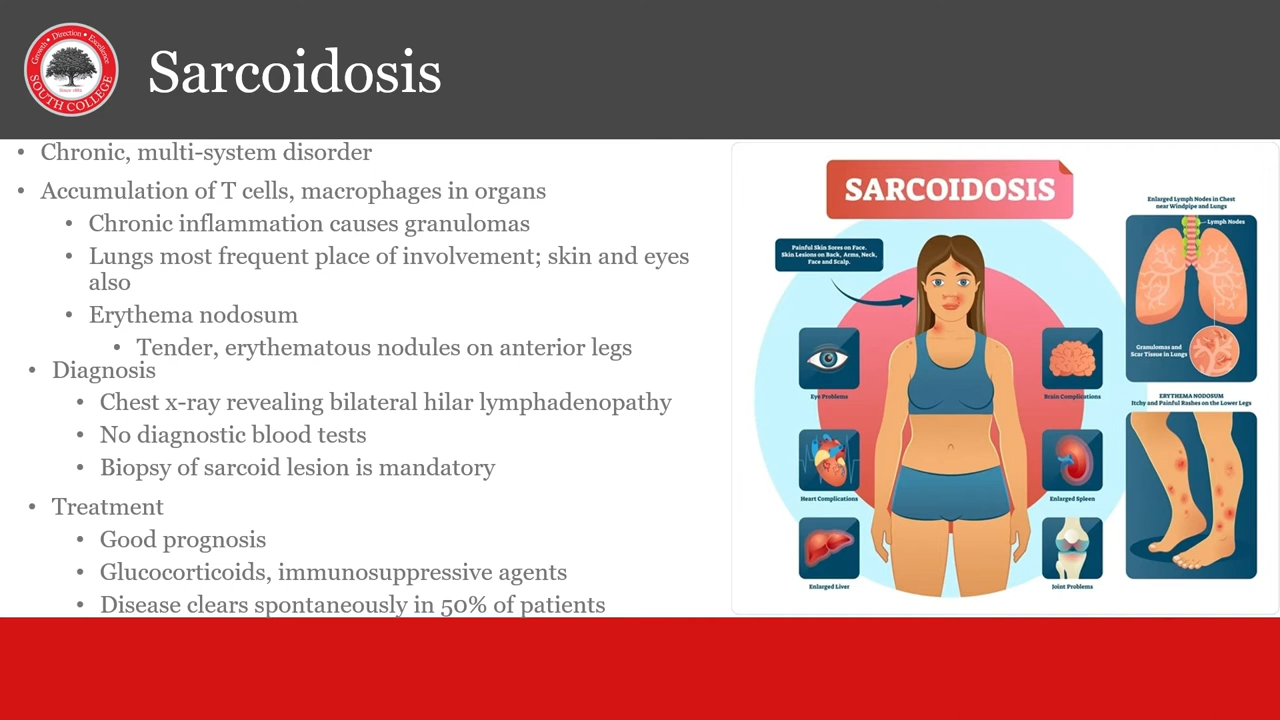 Growth • Direction • Excellence
Since 1882
SOUTH COLLEGE
Sarcoidosis
• Chronic, multi-system disorder
• Accumulation of T cells, macrophages in organs
• Chronic inflammation causes granulomas
• Lungs most frequent place of involvement; skin and eyes
also
• Erythema nodosum
• Tender, erythematous nodules on anterior legs
• Diagnosis
• Chest x-ray revealing bilateral hilar lymphadenopathy
• No diagnostic blood tests
• Biopsy of sarcoid lesion is mandatory
• Treatment
• Good prognosis
• Glucocorticoids, immunosuppressive agents
• Disease clears spontaneously in 50% of patients
SARCOIDOSIS
Painful Skin Sores on Face.
Skin Lesions on Back, Arms, Neck,
Face and Scalp.
Eye Problems
Heart Complications
Enlarged Liver
Brain Complications
Enlarged Spleen
Joint Problems
Enlarged Lymph Nodes in Chest
near Windpipe and Lungs
Lymph Nodes
Granulomas and
Scar Tissue in Lungs
ERYTHEMA NODOSUM
Itchy and Painful Rashes on the Lower Legs